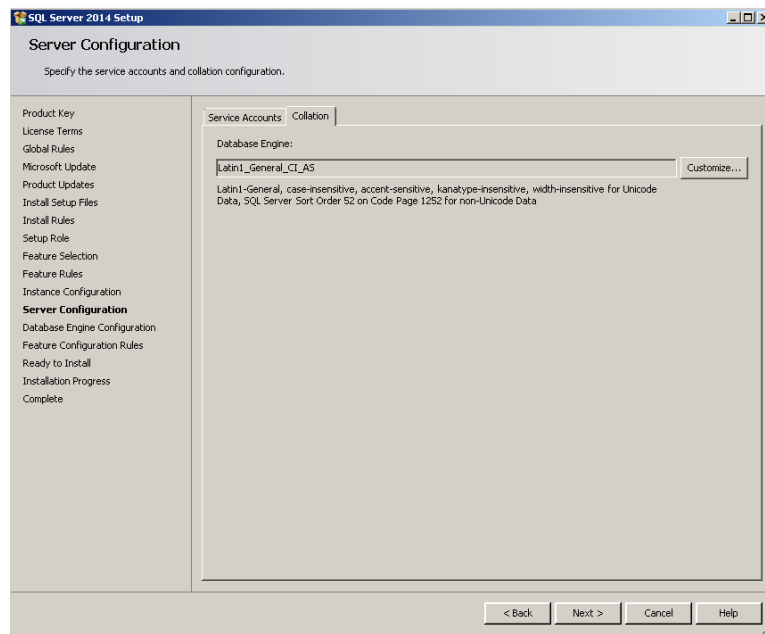 SQL Server 2014 Setup
Server Configuration
Specify the service accounts and collation configuration.
Product Key
License Terms
Global Rules
Microsoft Update
Product Updates
Install Setup Files
Install Rules
Setup Role
Feature Selection
Feature Rules
Instance Configuration
Server Configuration
Database Engine Configuration
Feature Configuration Rules
Ready to Install
Installation Progress
Complete
Service Accounts Collation
Database Engine:
Latin1_General_CI_AS Customize...
Latin1-General, case-insensitive, accent-sensitive, kanatype-insensitive, width-insensitive for Unicode
Data, SQL Server Sort Order 52 on Code Page 1252 for non-Unicode Data
< Back Next > Cancel Help